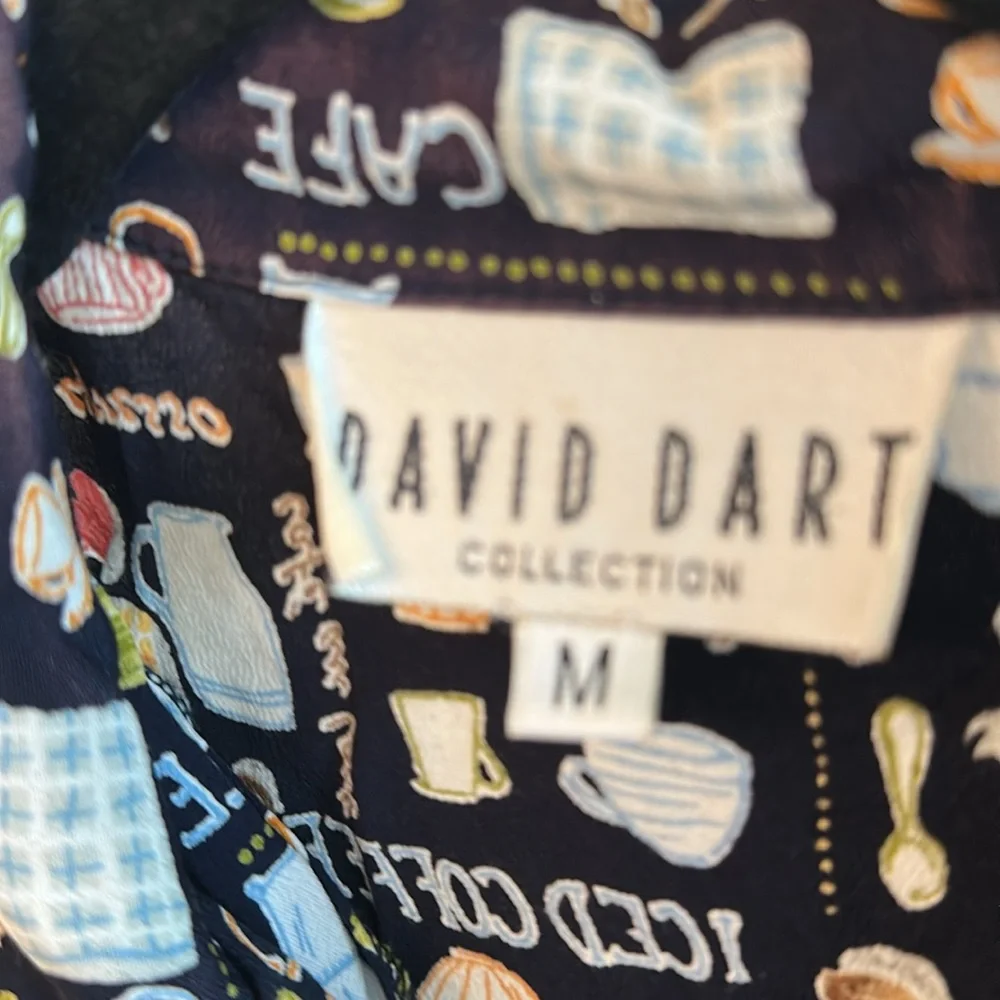 CAFE
DAVID DART
COLLECTION
M
ICED COFFEE